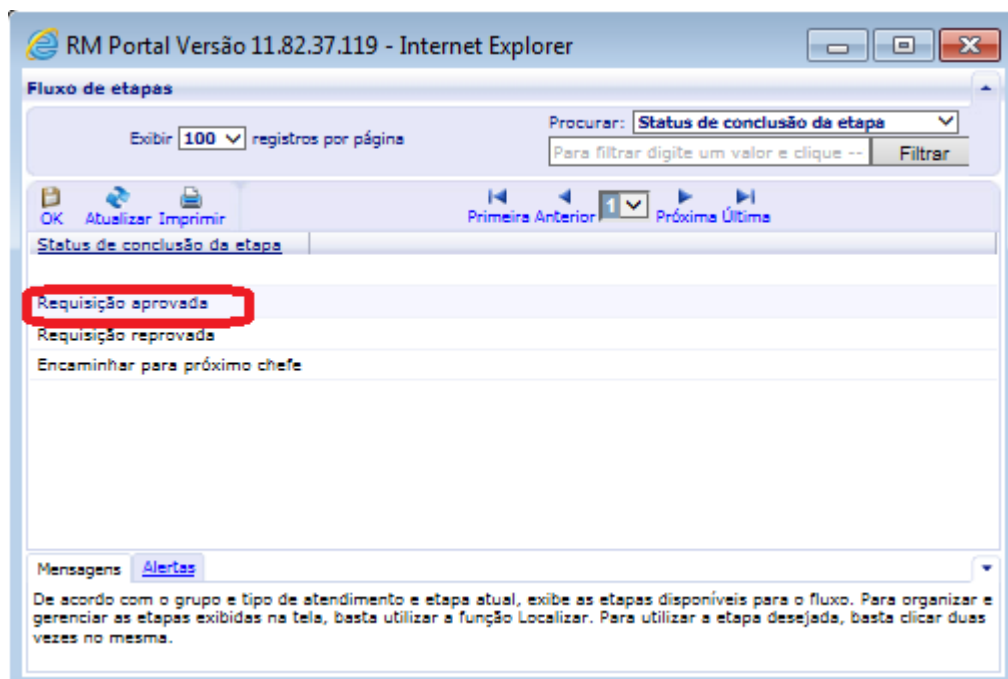 RM Portal Versão 11.82.37.119 - Internet Explorer
Fluxo de etapas
Exibir 100 registros por página
Procurar: Status de conclusão da etapa
Para filtrar digite um valor e clique -- Filtrar
OK Atualizar Imprimir Primeira Anterior 1 Próxima Última
Status de conclusão da etapa
Requisição aprovada
Requisição reprovada
Encaminhar para próximo chefe
Mensagens Alertas
De acordo com o grupo e tipo de atendimento e etapa atual, exibe as etapas disponíveis para o fluxo. Para organizar e
gerenciar as etapas exibidas na tela, basta utilizar a função Localizar. Para utilizar a etapa desejada, basta clicar duas
vezes no mesma.